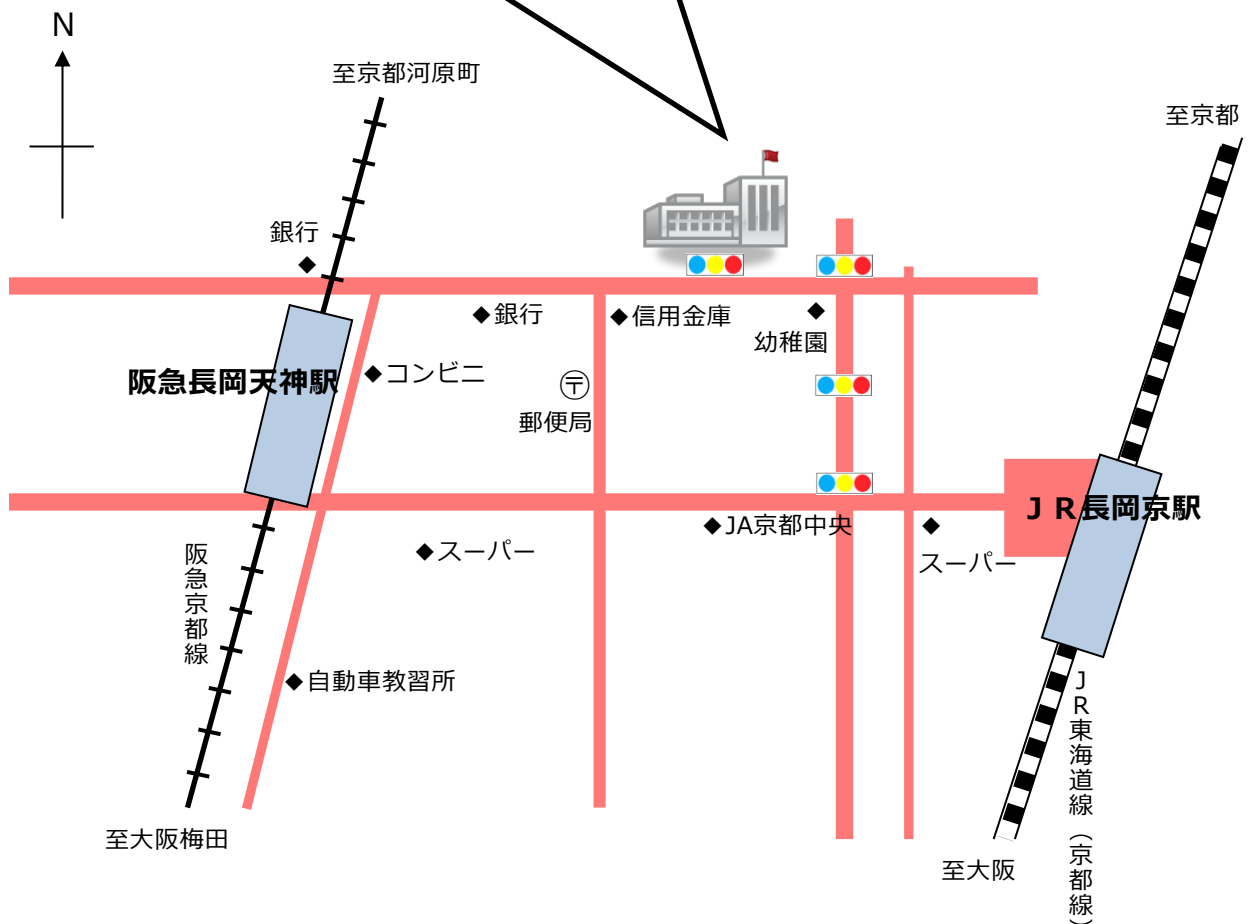 N
至京都河原町
至京都
銀行
◆
◆銀行
◆信用金庫
◆
幼稚園
阪急長岡天神駅
◆コンビニ
〒
郵便局
JR長岡京駅
◆JA京都中央
◆
スーパー
◆スーパー
阪急京都線
◆自動車教習所
JR東海道線（京都線）
至大阪梅田
至大阪